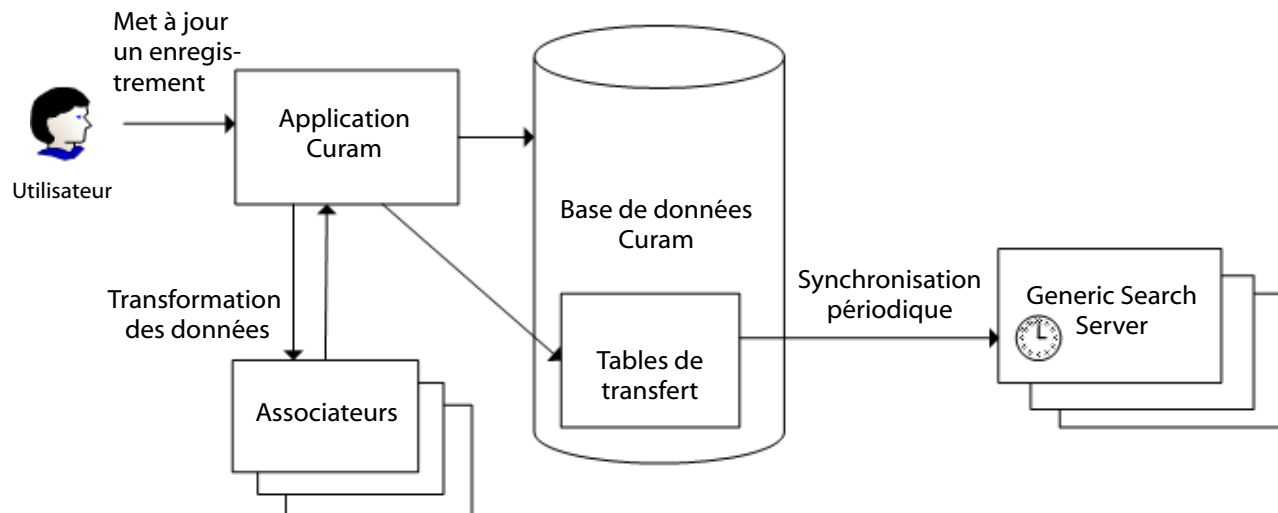 Met à jour
un enregis-
trement
Utilisateur
Application
Curam
Transformation
des données
Associateurs
Base de données
Curam
Tables de
transfert
Synchronisation
périodique
Generic Search
Server